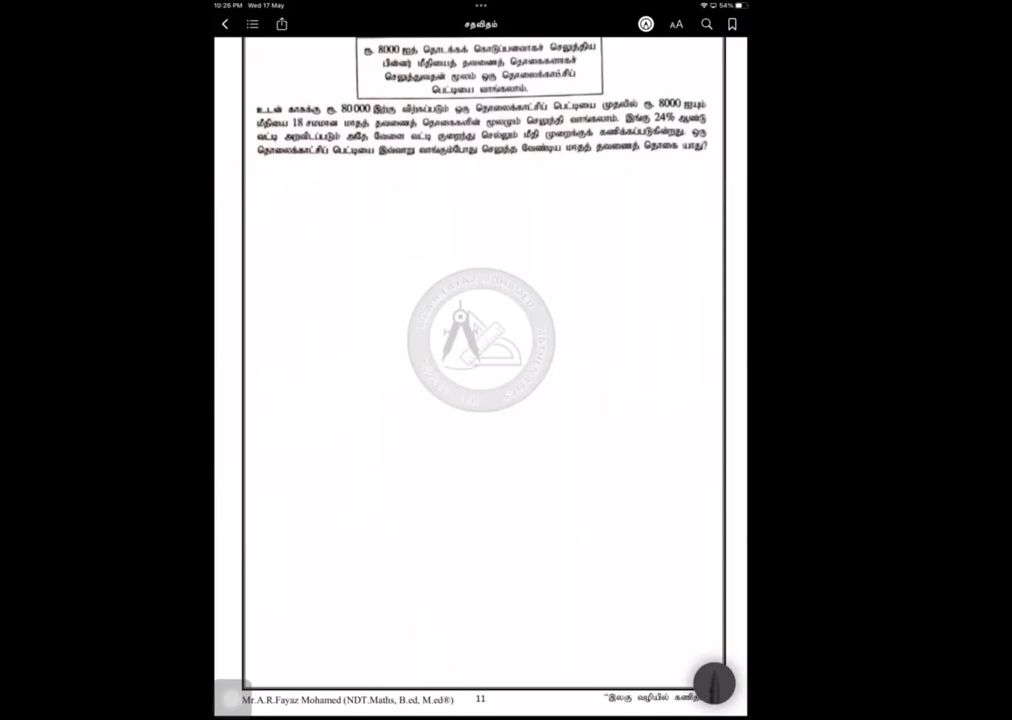 10:26 PM Wed 17 May
54%
சதவிதம்
AA
ரூ. 8000 ஐத் தொடக்கக் கொடுப்பனவாகச் செலுத்திய
பின்னர் மீதியைத் தவணைத் தொகைகளாகச்
செலுத்துவதன் மூலம் ஒரு தொலைக்காட்சிப்
பெட்டியை வாங்கலாம்.
உடன் காசுக்கு ரூ. 80 000 இற்கு விற்கப்படும் ஒரு தொலைக்காட்சிப் பெட்டியை முதலில் ரூ. 8000 ஐயும்
மீதியை 18 சமமான மாதத் தவணைத் தொகைகளின் மூலமும் செலுத்தி வாங்கலாம். இங்கு 24% ஆண்டு
வட்டி அறவிடப்படும் அதே வேளை வட்டி குறைந்து செல்லும் மீதி முறைக்குக் கணிக்கப்படுகின்றது. ஒரு
தொலைக்காட்சிப் பெட்டியை இவ்வாறு வாங்கும்போது செலுத்த வேண்டிய மாதத் தவணைத் தொகை யாது?
Mr.A.R.Fayaz Mohamed (NDT.Maths, B.ed, M.ed®)
11
"இலகு வழியில் கணித